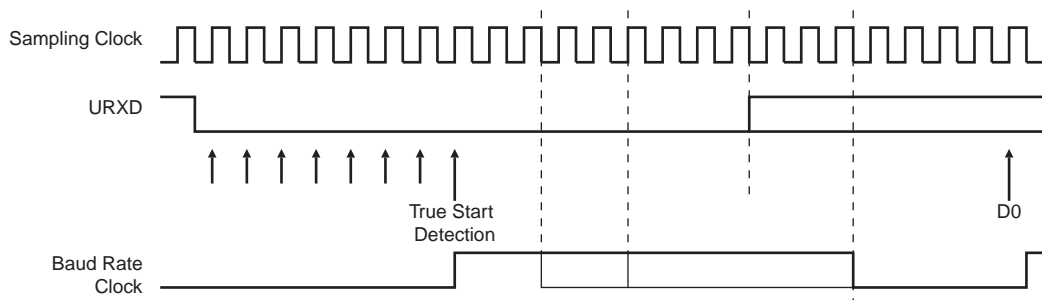 Sampling Clock
URXD
True Start
Detection
D0
Baud Rate
Clock